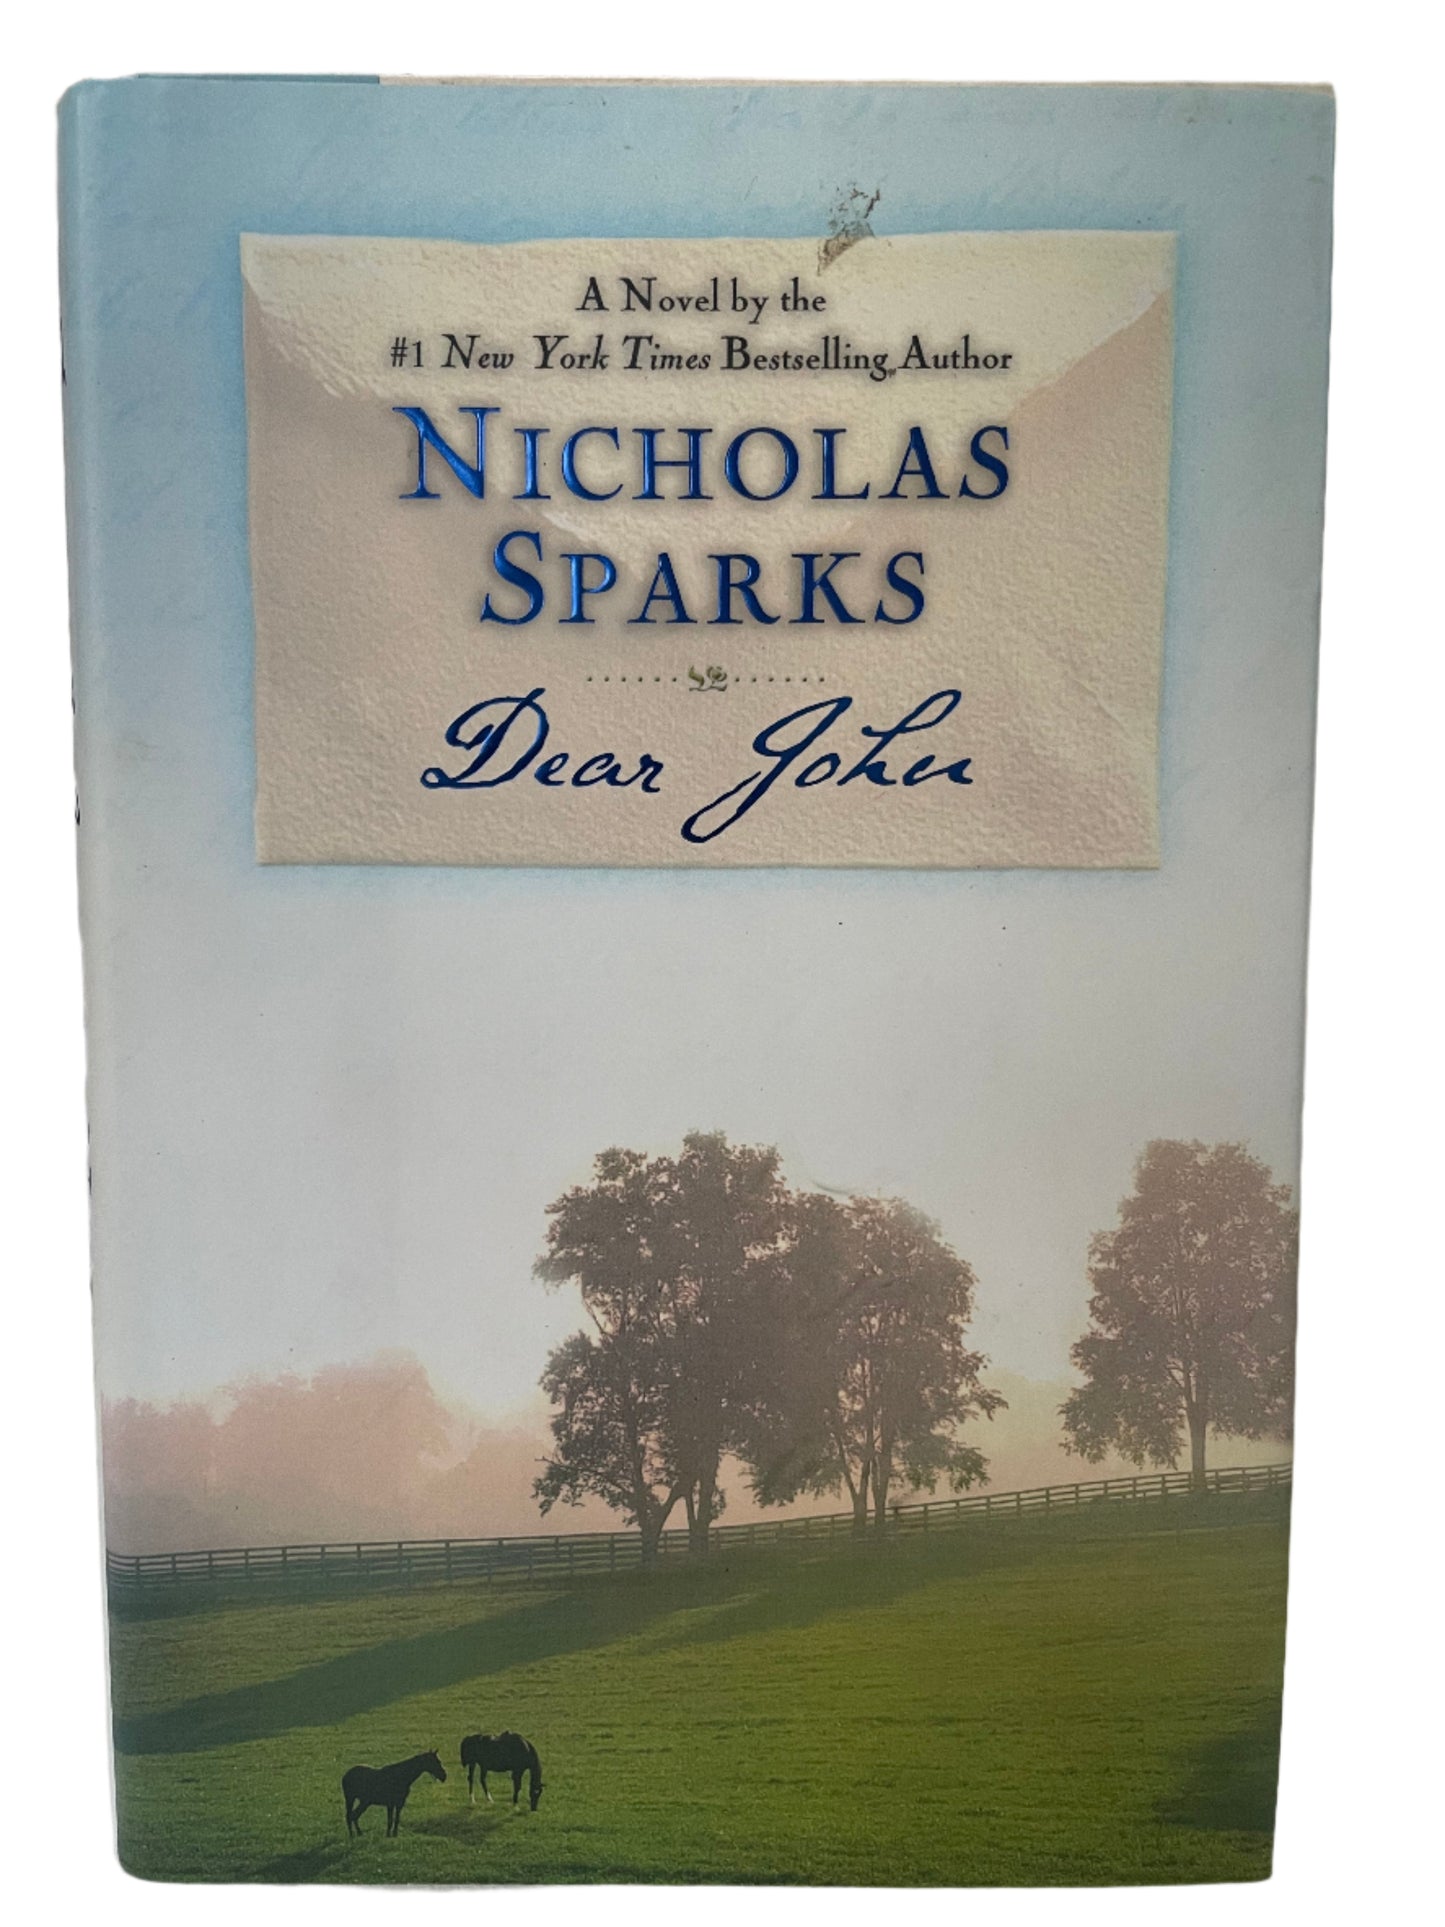 A Novel by the
#1 New York Times Bestselling Author
NICHOLAS
SPARKS
Dear John